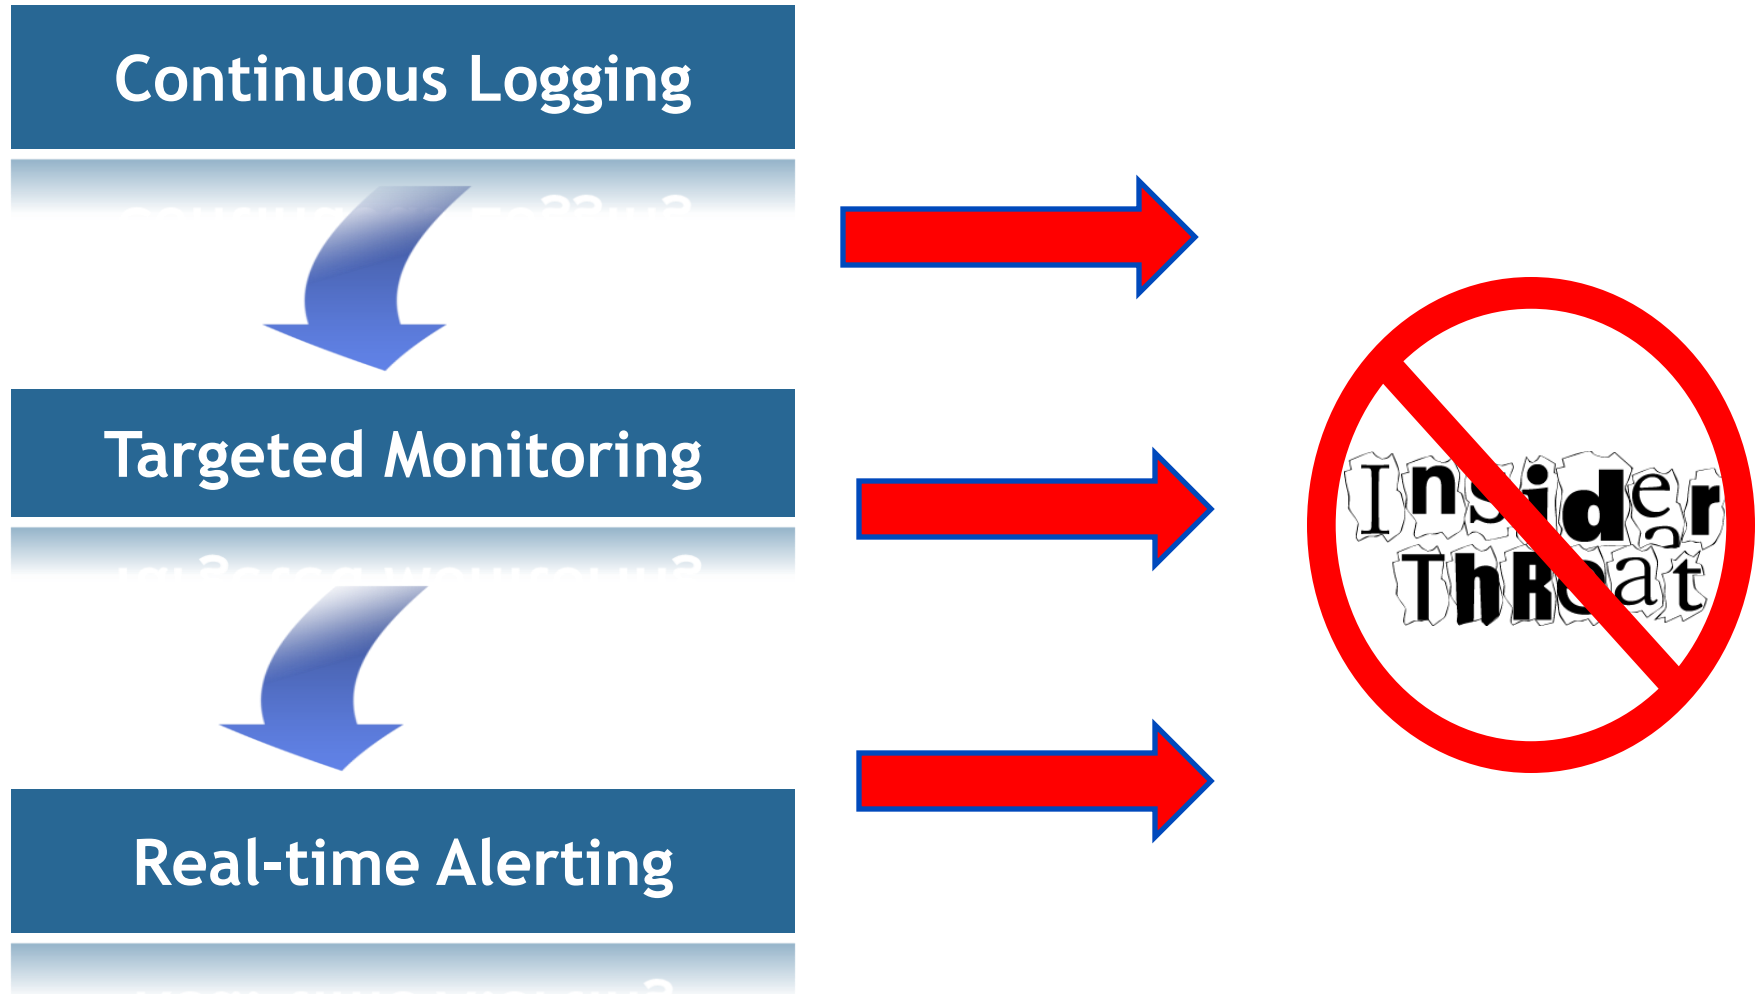 Continuous Logging
Targeted Monitoring
Real-time Alerting
Insider
ThReat